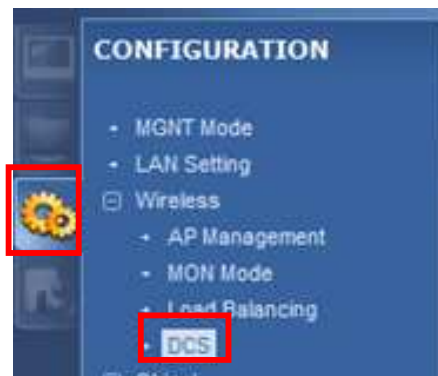 CONFIGURATION
MGNT Mode
LAN Setting
Wireless
AP Management
MON Mode
Load Balancing
DCS